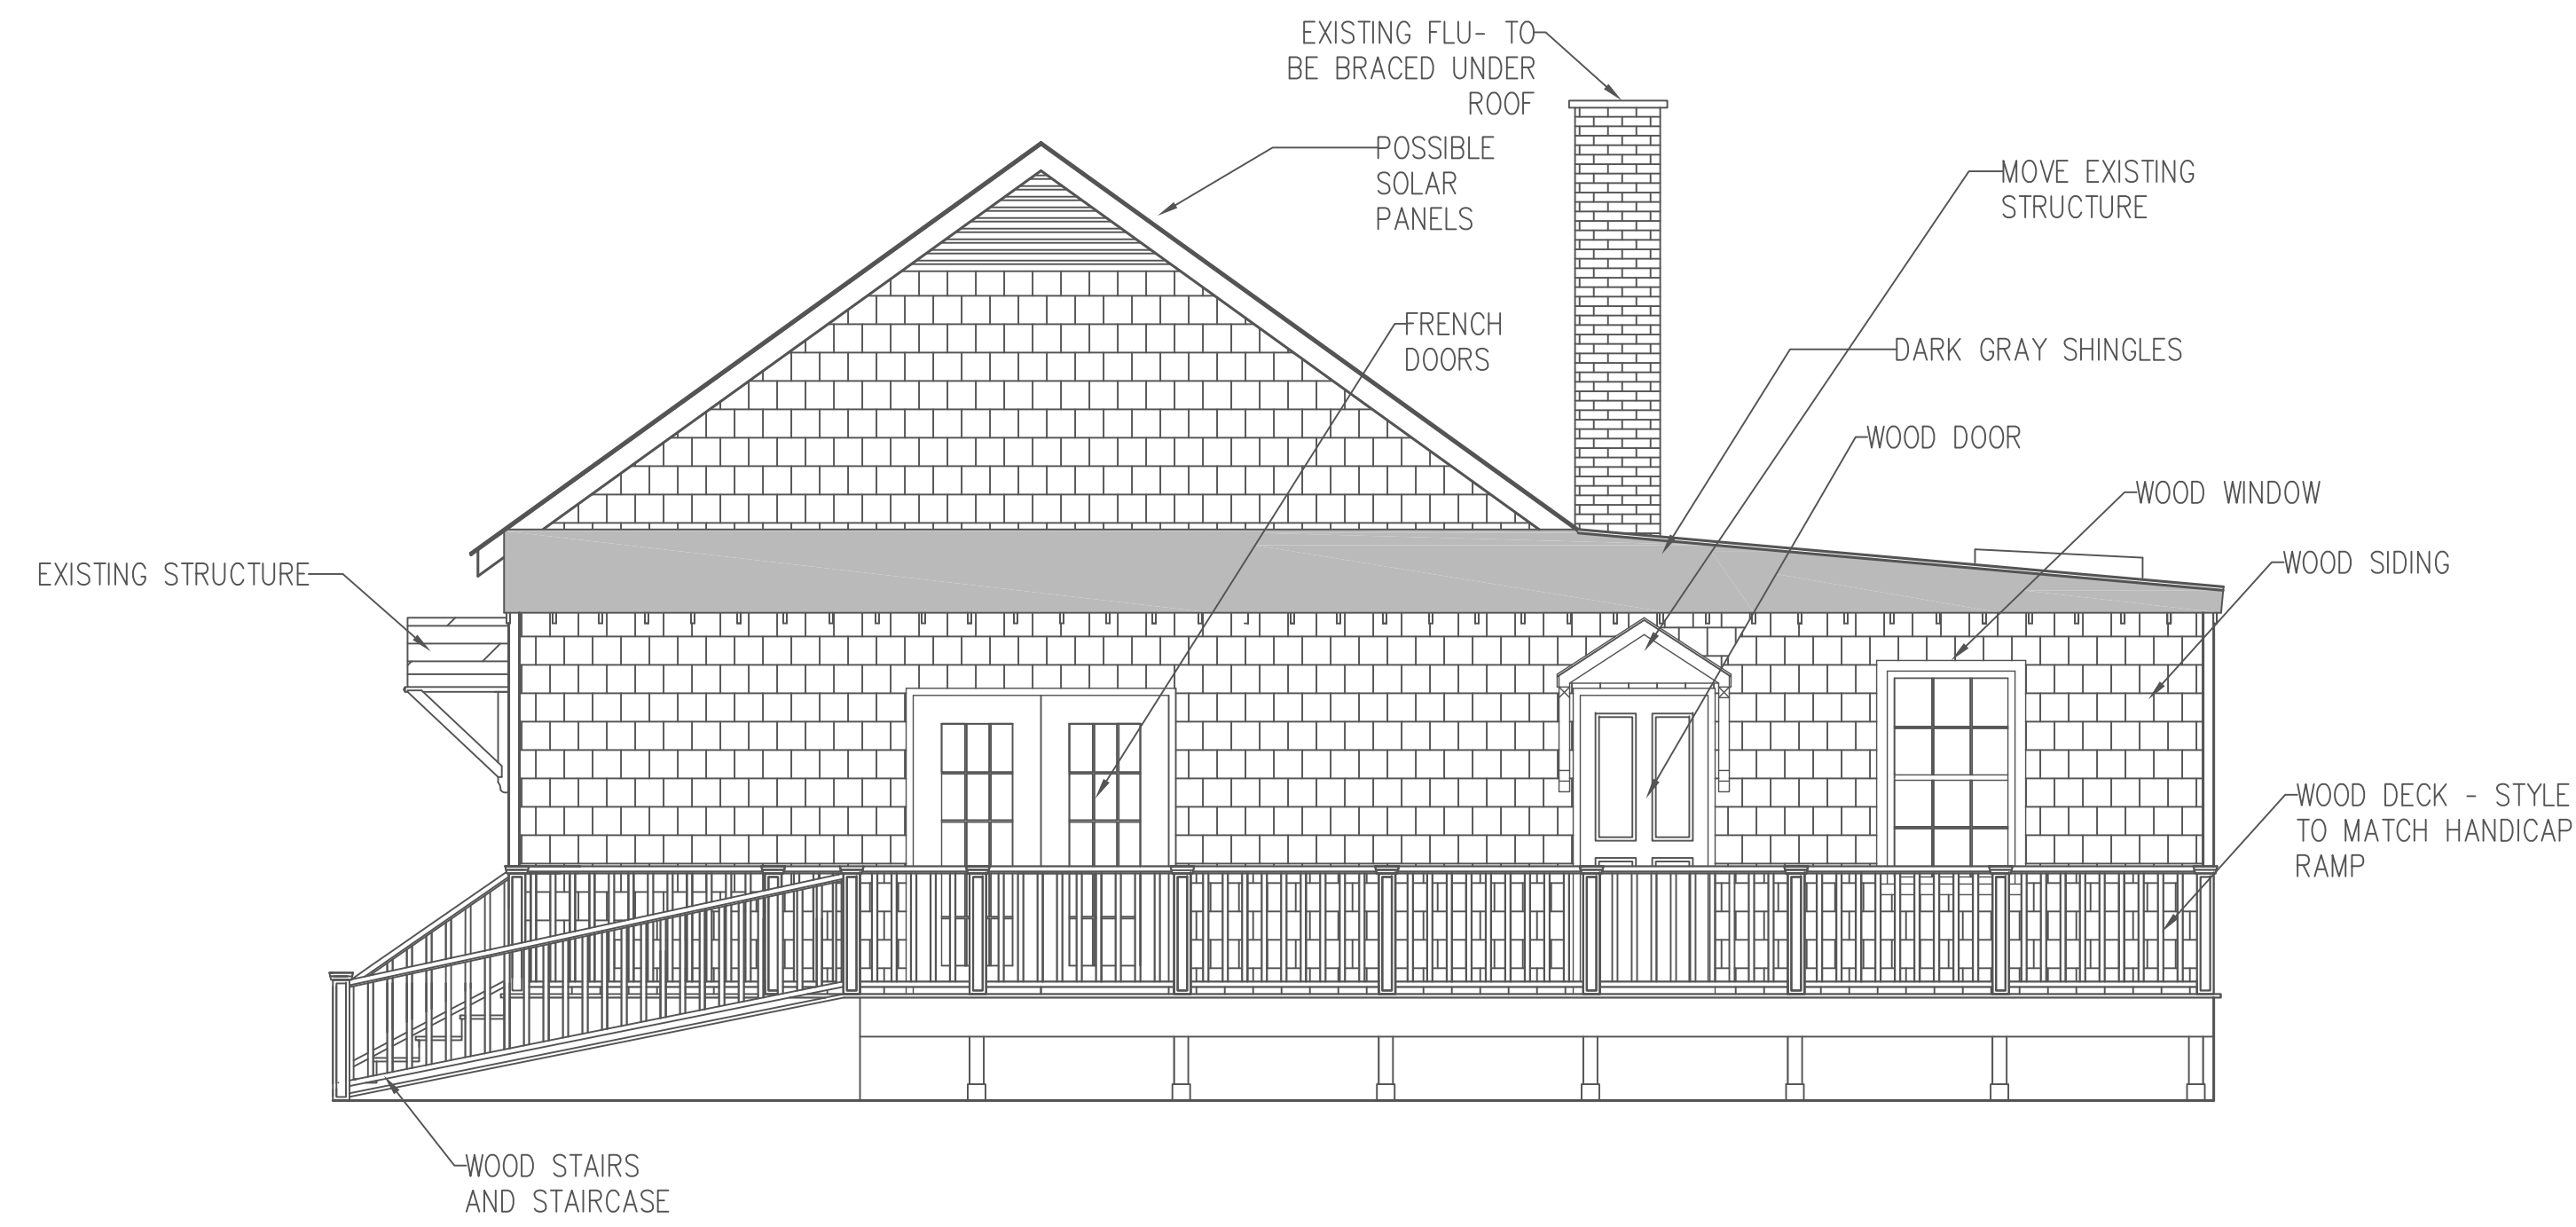 EXISTING FLU- TO
BE BRACED UNDER
ROOF
POSSIBLE
SOLAR
PANELS
MOVE EXISTING
STRUCTURE
FRENCH
DOORS
DARK GRAY SHINGLES
WOOD DOOR
WOOD WINDOW
WOOD SIDING
EXISTING STRUCTURE
WOOD DECK - STYLE
TO MATCH HANDICAP
RAMP
WOOD STAIRS
AND STAIRCASE